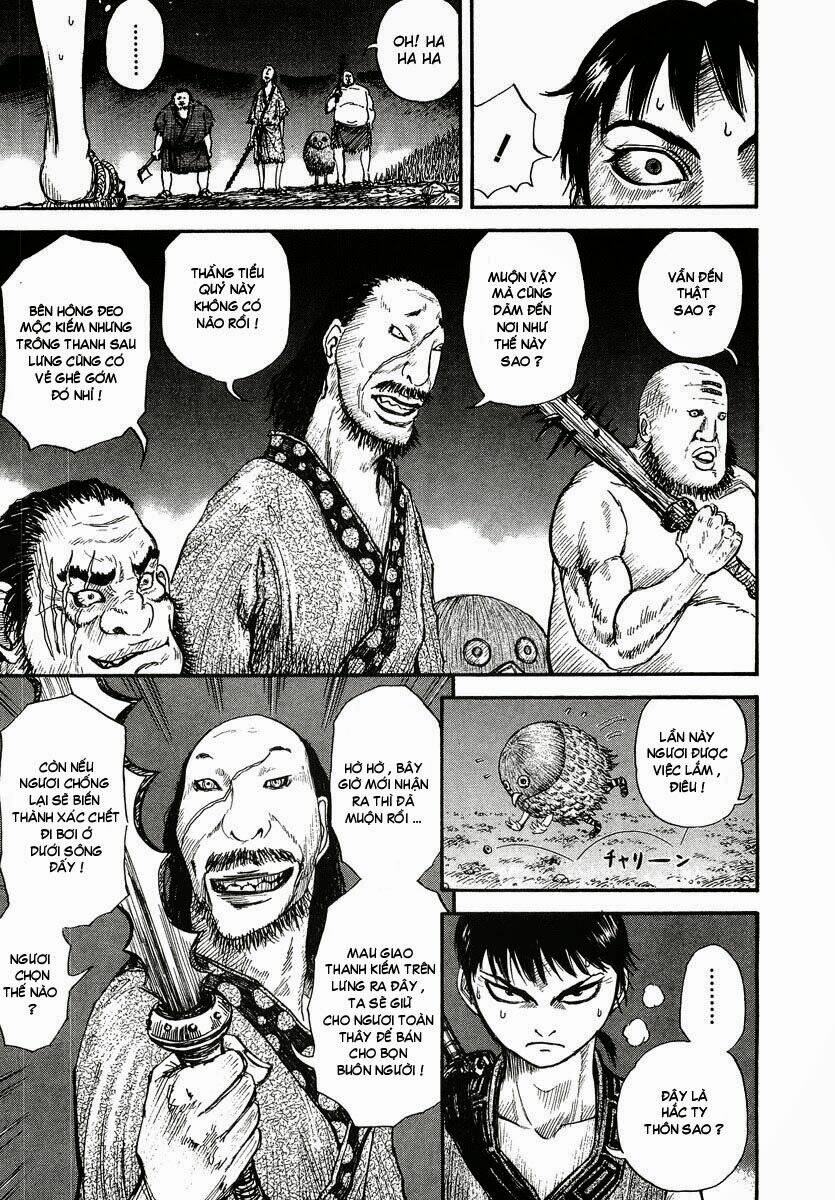 !
OH! HA
HA HA
.........
VẪN ĐẾN
THẬT
SAO ?
MUỘN VẬY
MÀ CŨNG
DÁM ĐẾN
NƠI NHƯ
THẾ NÀY
SAO ?
THẰNG TIỂU
QUỶ NÀY
KHÔNG CÓ
NÃO RỒI !
BÊN HÔNG ĐEO
MỘC KIẾM NHƯNG
TRÔNG THANH SAU
LƯNG CŨNG CÓ
VẺ GHÊ GỚM
ĐÓ NHỈ !
LẦN NÀY
NGƯƠI ĐƯỢC
VIỆC LẮM ,
ĐIÊU !
チャリーン
.........
ĐÂY LÀ
HẮC TY
THÔN SAO ?
HỜ HỜ , BÂY
GIỜ MỚI NHẬN
RA THÌ ĐÃ
MUỘN RỒI ...
MAU GIAO
THANH KIẾM TRÊN
LƯNG RA ĐÂY ,
TA SẼ GIỮ
CHO NGƯƠI TOÀN
THÂY ĐỂ BÁN
CHO BỌN
BUÔN NGƯỜI !
CÒN NẾU
NGƯƠI CHỐNG
LẠI SẼ BIẾN
THÀNH XÁC CHẾT
ĐI BƠI Ở
DƯỚI SÔNG
ĐẤY !
NGƯƠI
CHỌN
THẾ NÀO
?